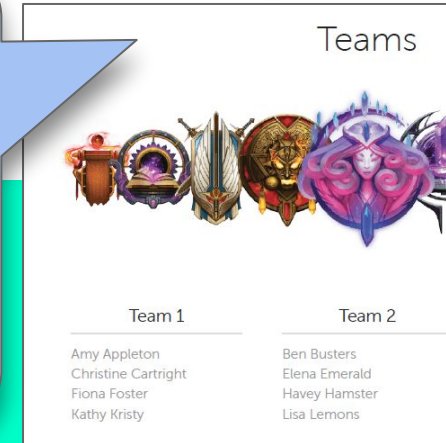 Teams
Team 1
Amy Appleton
Christine Cartright
Fiona Foster
Kathy Kristy
Team 2
Ben Busters
Elena Emerald
Havey Hamster
Lisa Lemons